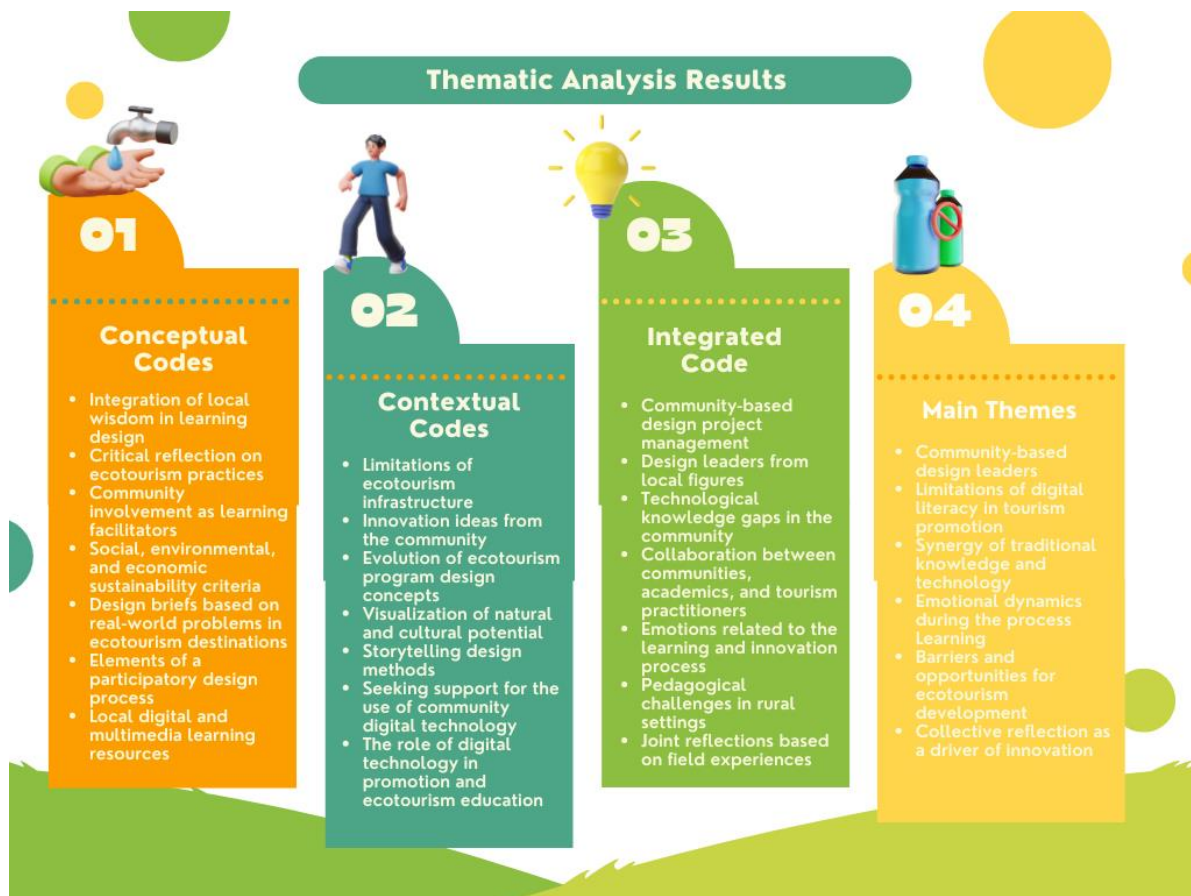 Thematic Analysis Results
01
Conceptual
Codes
• Integration of local
wisdom in learning
design
• Critical reflection on
ecotourism practices
• Community
involvement as learning
facilitators
• Social, environmental,
and economic
sustainability criteria
• Design briefs based on
real-world problems in
ecotourism destinations
• Elements of a
participatory design
process
• Local digital and
multimedia learning
resources
02
Contextual
Codes
• Limitations of
ecotourism
infrastructure
• Innovation ideas from
the community
• Evolution of ecotourism
program design
concepts
• Visualization of natural
and cultural potential
• Storytelling design
methods
• Seeking support for the
use of community
digital technology
• The role of digital
technology in
promotion and
ecotourism education
03
Integrated
Code
• Community-based
design project
management
• Design leaders from
local figures
• Technological
knowledge gaps in the
community
• Collaboration between
communities,
academics, and tourism
practitioners
• Emotions related to the
learning and innovation
process
• Pedagogical
challenges in rural
settings
• Joint reflections based
on field experiences
04
Main Themes
• Community-based
design leaders
• Limitations of digital
literacy in tourism
promotion
• Synergy of traditional
knowledge and
technology
• Emotional dynamics
during the process
Learning
• Barriers and
opportunities for
ecotourism
development
• Collective reflection as
a driver of innovation